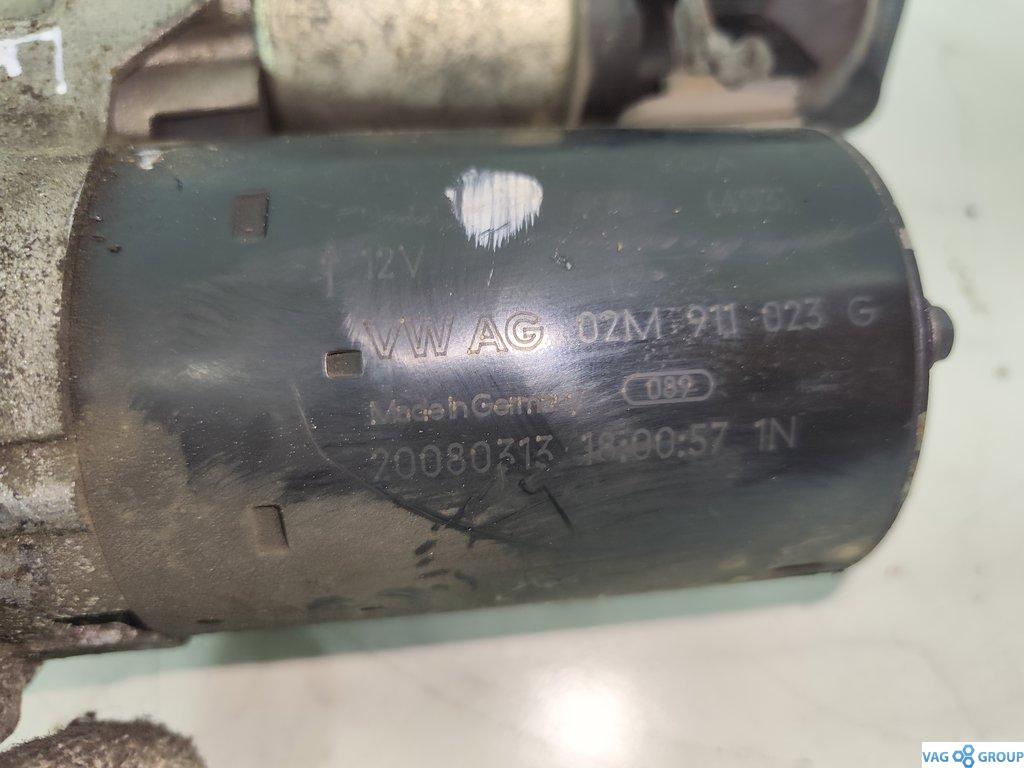 12V
VW AG 02M 911 023 G
Made in Germany 089
20080313 18:00:57 1N
VAG GROUP